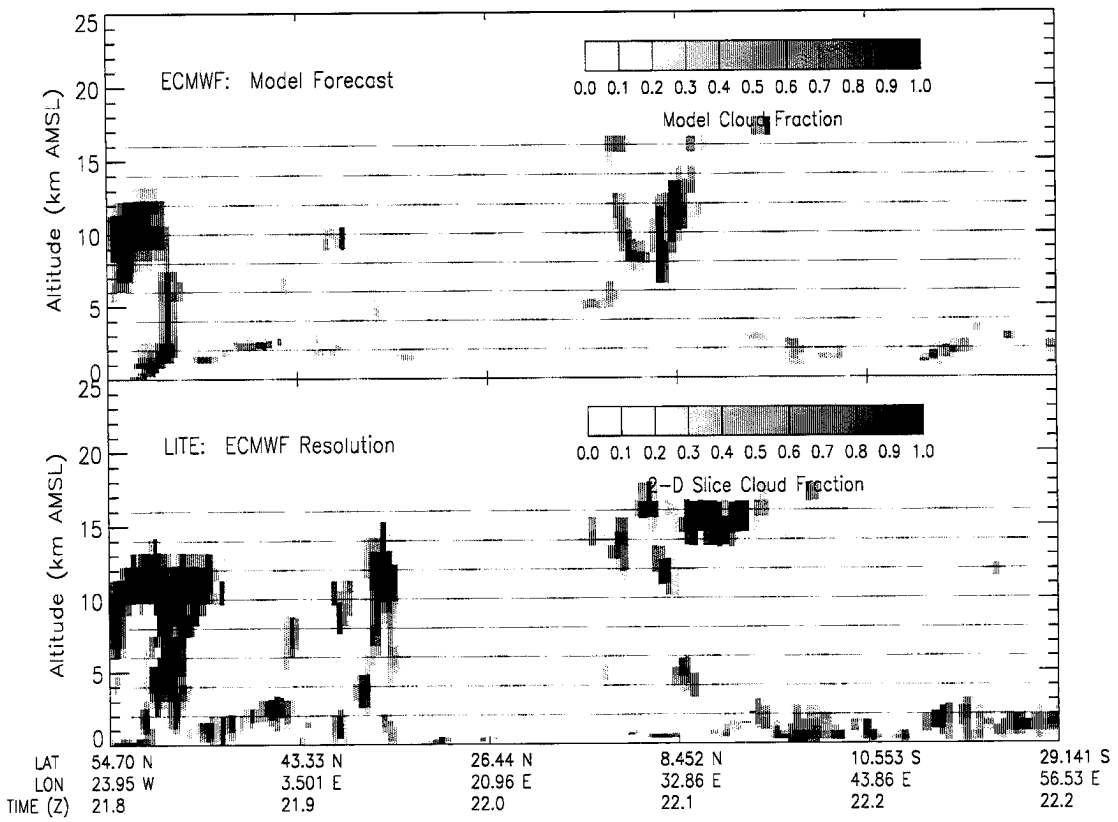 25
20
15
10
5
0
Altitude (km AMSL)
ECMWF: Model Forecast
0.0 0.1 0.2 0.3 0.4 0.5 0.6 0.7 0.8 0.9 1.0
Model Cloud Fraction
25
20
15
10
5
0
Altitude (km AMSL)
LITE: ECMWF Resolution
0.0 0.1 0.2 0.3 0.4 0.5 0.6 0.7 0.8 0.9 1.0
2-D Slice Cloud Fraction
LAT 54.70 N 43.33 N 26.44 N 8.452 N 10.553 S 29.141 S
LON 23.95 W 3.501 E 20.96 E 32.86 E 43.86 E 56.53 E
TIME (Z) 21.8 21.9 22.0 22.1 22.2 22.2